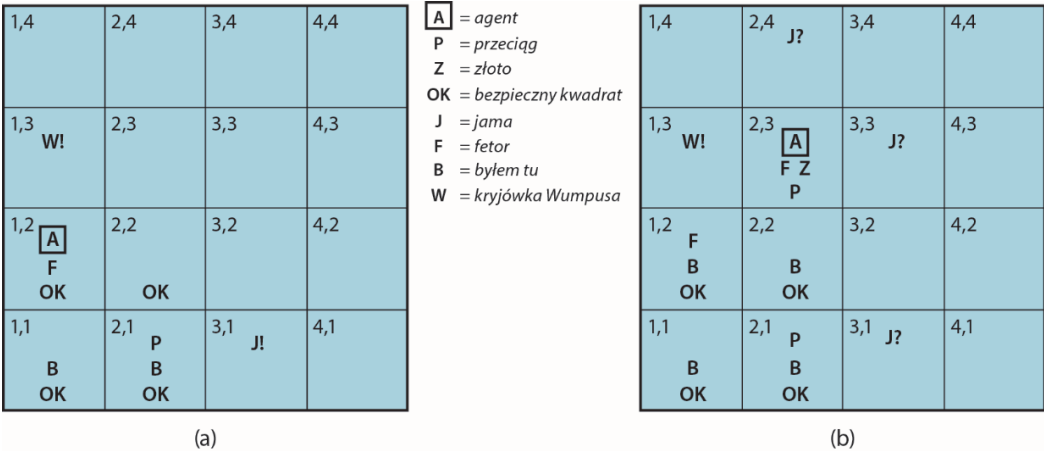 1,4 2,4 3,4 4,4
1,3 W! 2,3 3,3 4,3
1,2 A 2,2 3,2 4,2
F
OK OK
1,1 2,1 P 3,1 J! 4,1
B B
OK OK
(a)
A = agent
P = przeciąg
Z = złoto
OK = bezpieczny kwadrat
J = jama
F = fetor
B = byłem tu
W = kryjówka Wumpusa
1,4 2,4 J? 3,4 4,4
1,3 W! 2,3 A 3,3 J? 4,3
F Z
P
1,2 F 2,2 3,2 4,2
B B
OK OK
1,1 2,1 P 3,1 J? 4,1
B B
OK OK
(b)